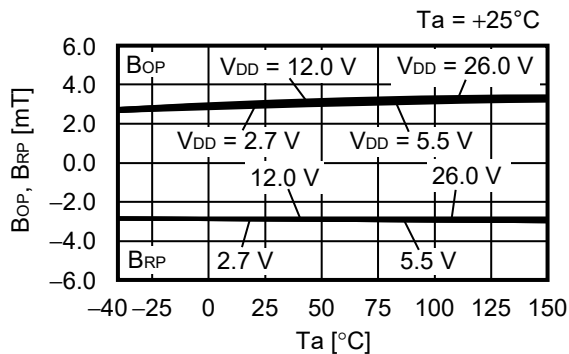 Ta = +25°C
BOP, BRP [mT]
6.0
4.0
2.0
0.0
−2.0
−4.0
−6.0
BOP
VDD = 12.0 V
VDD = 26.0 V
VDD = 2.7 V
VDD = 5.5 V
12.0 V
26.0 V
BRP
2.7 V
5.5 V
−40 −25 0 25 50 75 100 +125 150
Ta [°C]